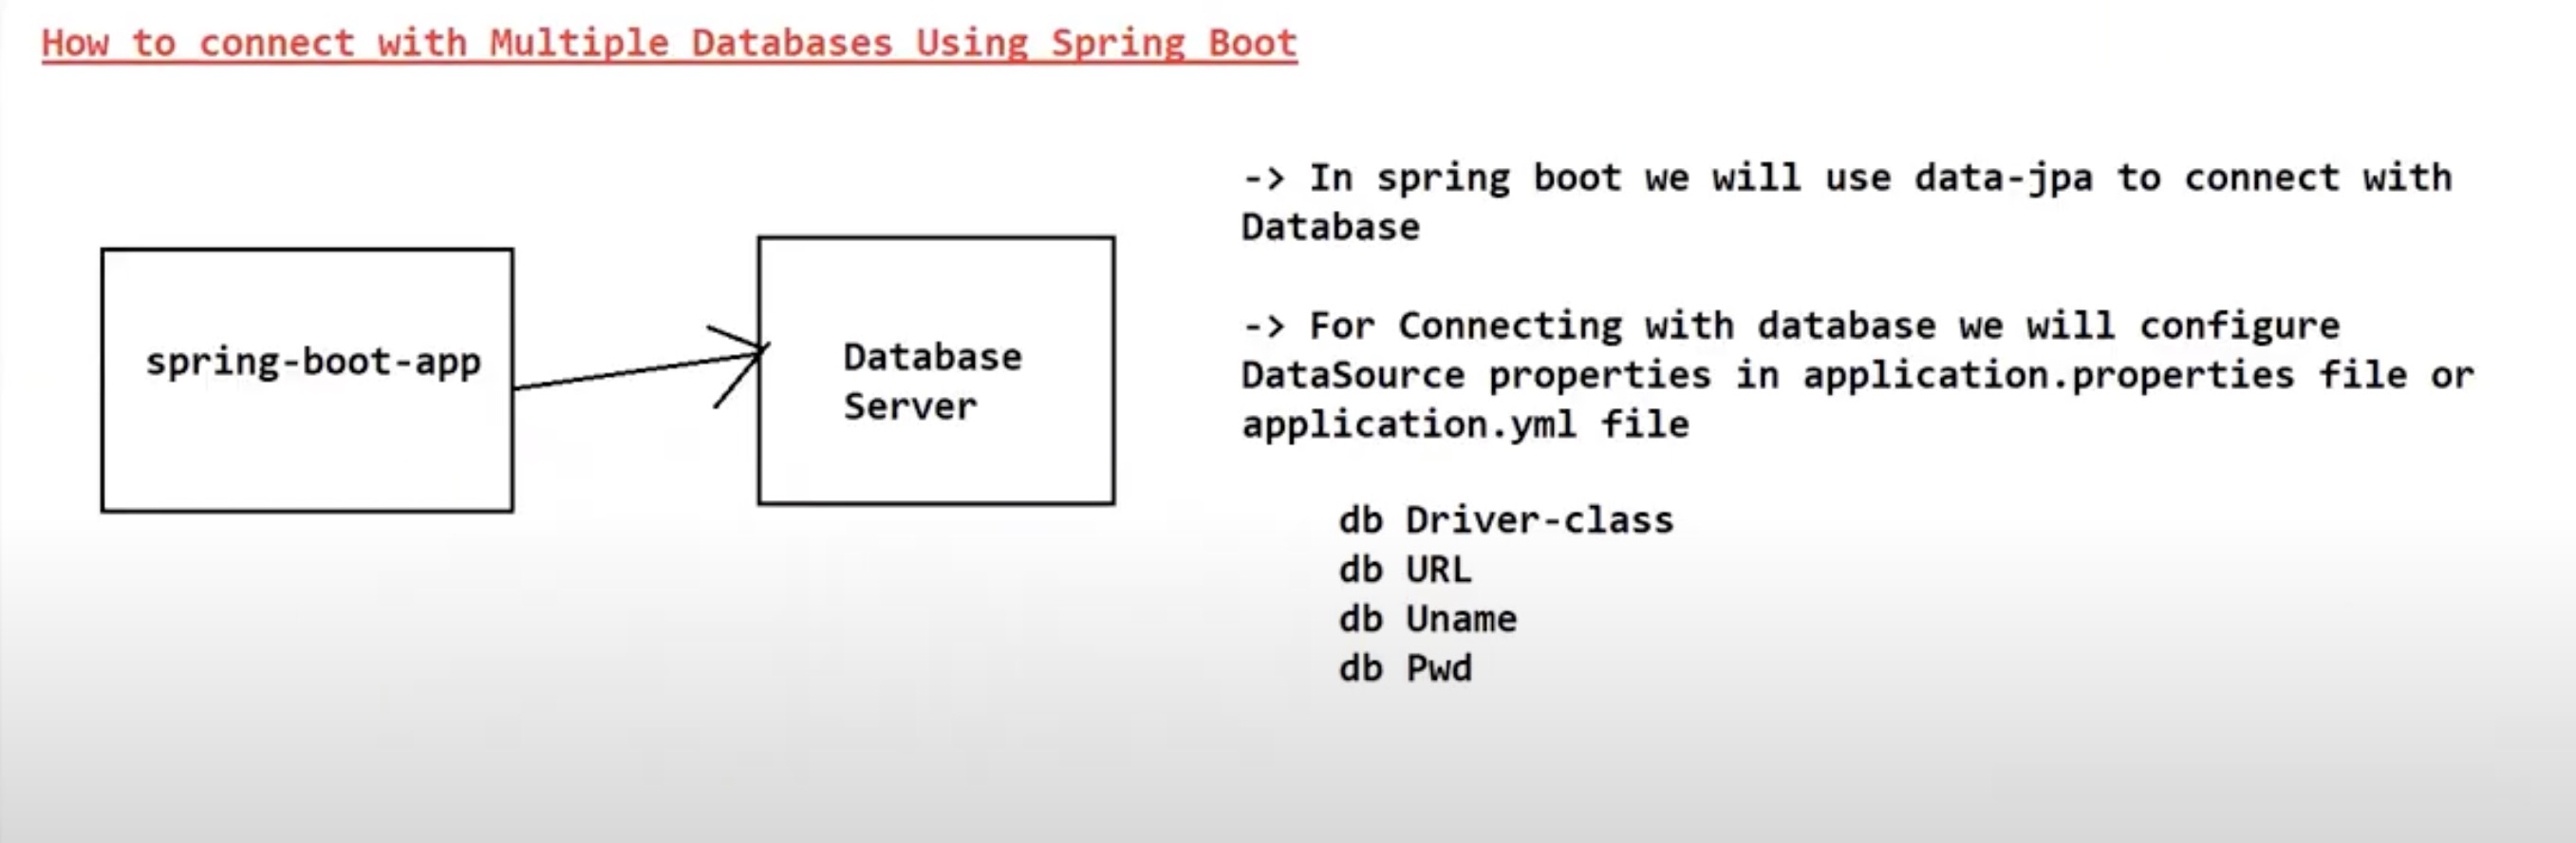 How to connect with Multiple Databases Using Spring Boot
spring-boot-app
Database
Server
-> In spring boot we will use data-jpa to connect with
Database
-> For Connecting with database we will configure
DataSource properties in application.properties file or
application.yml file
db Driver-class
db URL
db Uname
db Pwd